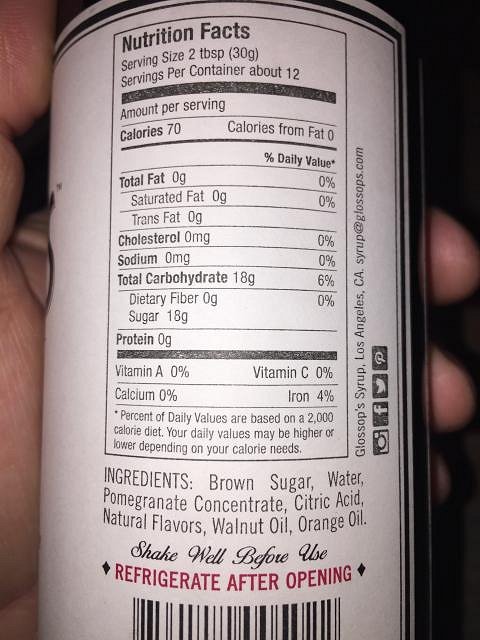 Nutrition Facts
Serving Size 2 tbsp (30g)
Servings Per Container about 12
Amount per serving
Calories 70 Calories from Fat 0
% Daily Value*
Total Fat 0g 0%
Saturated Fat 0g 0%
Trans Fat 0g
Cholesterol 0mg 0%
Sodium 0mg 0%
Total Carbohydrate 18g 6%
Dietary Fiber 0g 0%
Sugar 18g
Protein 0g
Vitamin A 0% Vitamin C 0%
Calcium 0% Iron 4%
* Percent of Daily Values are based on a 2,000
calorie diet. Your daily values may be higher or
lower depending on your calorie needs.
INGREDIENTS: Brown Sugar, Water,
Pomegranate Concentrate, Citric Acid,
Natural Flavors, Walnut Oil, Orange Oil.
Shake Well Before Use
REFRIGERATE AFTER OPENING
Glossop's Syrup, Los Angeles, CA. syrup@glossops.com
TM